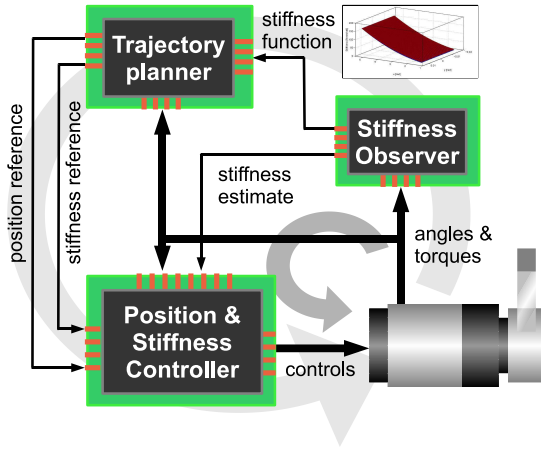 Trajectory
planner
stiffness
function
Stiffness
Observer
position reference
stiffness reference
stiffness
estimate
angles &
torques
Position &
Stiffness
Controller
controls